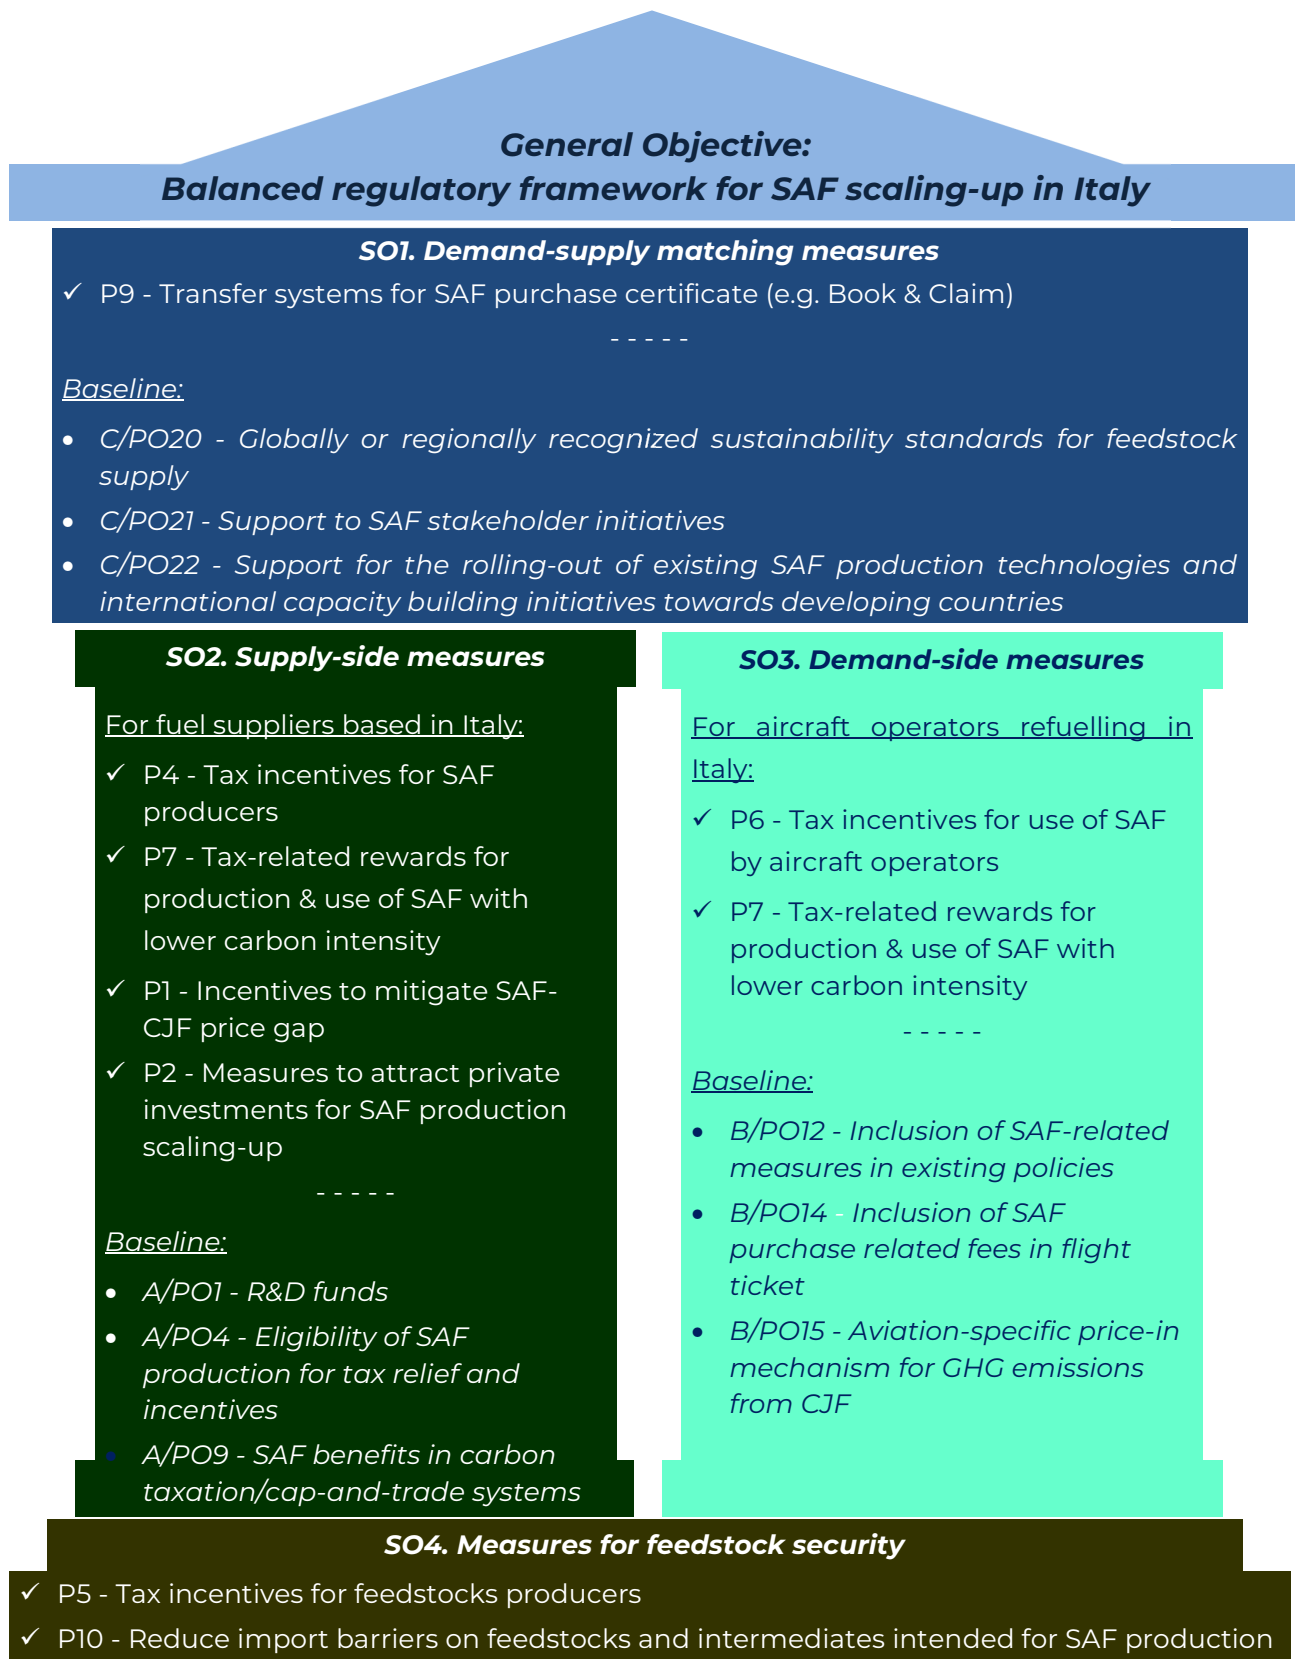 General Objective:
Balanced regulatory framework for SAF scaling-up in Italy
SO1. Demand-supply matching measures
✓ P9 - Transfer systems for SAF purchase certificate (e.g. Book & Claim)
- - - - -
Baseline:
• C/PO20 - Globally or regionally recognized sustainability standards for feedstock
supply
• C/PO21 - Support to SAF stakeholder initiatives
• C/PO22 - Support for the rolling-out of existing SAF production technologies and
international capacity building initiatives towards developing countries
SO2. Supply-side measures
For fuel suppliers based in Italy:
✓ P4 - Tax incentives for SAF
producers
✓ P7 - Tax-related rewards for
production & use of SAF with
lower carbon intensity
✓ P1 - Incentives to mitigate SAF-
CJF price gap
✓ P2 - Measures to attract private
investments for SAF production
scaling-up
- - - - -
Baseline:
• A/PO1 - R&D funds
• A/PO4 - Eligibility of SAF
production for tax relief and
incentives
• A/PO9 - SAF benefits in carbon
taxation/cap-and-trade systems
SO3. Demand-side measures
For aircraft operators refuelling in
Italy:
✓ P6 - Tax incentives for use of SAF
by aircraft operators
✓ P7 - Tax-related rewards for
production & use of SAF with
lower carbon intensity
- - - - -
Baseline:
• B/PO12 - Inclusion of SAF-related
measures in existing policies
• B/PO14 - Inclusion of SAF
purchase related fees in flight
ticket
• B/PO15 - Aviation-specific price-in
mechanism for GHG emissions
from CJF
SO4. Measures for feedstock security
✓ P5 - Tax incentives for feedstocks producers
✓ P10 - Reduce import barriers on feedstocks and intermediates intended for SAF production